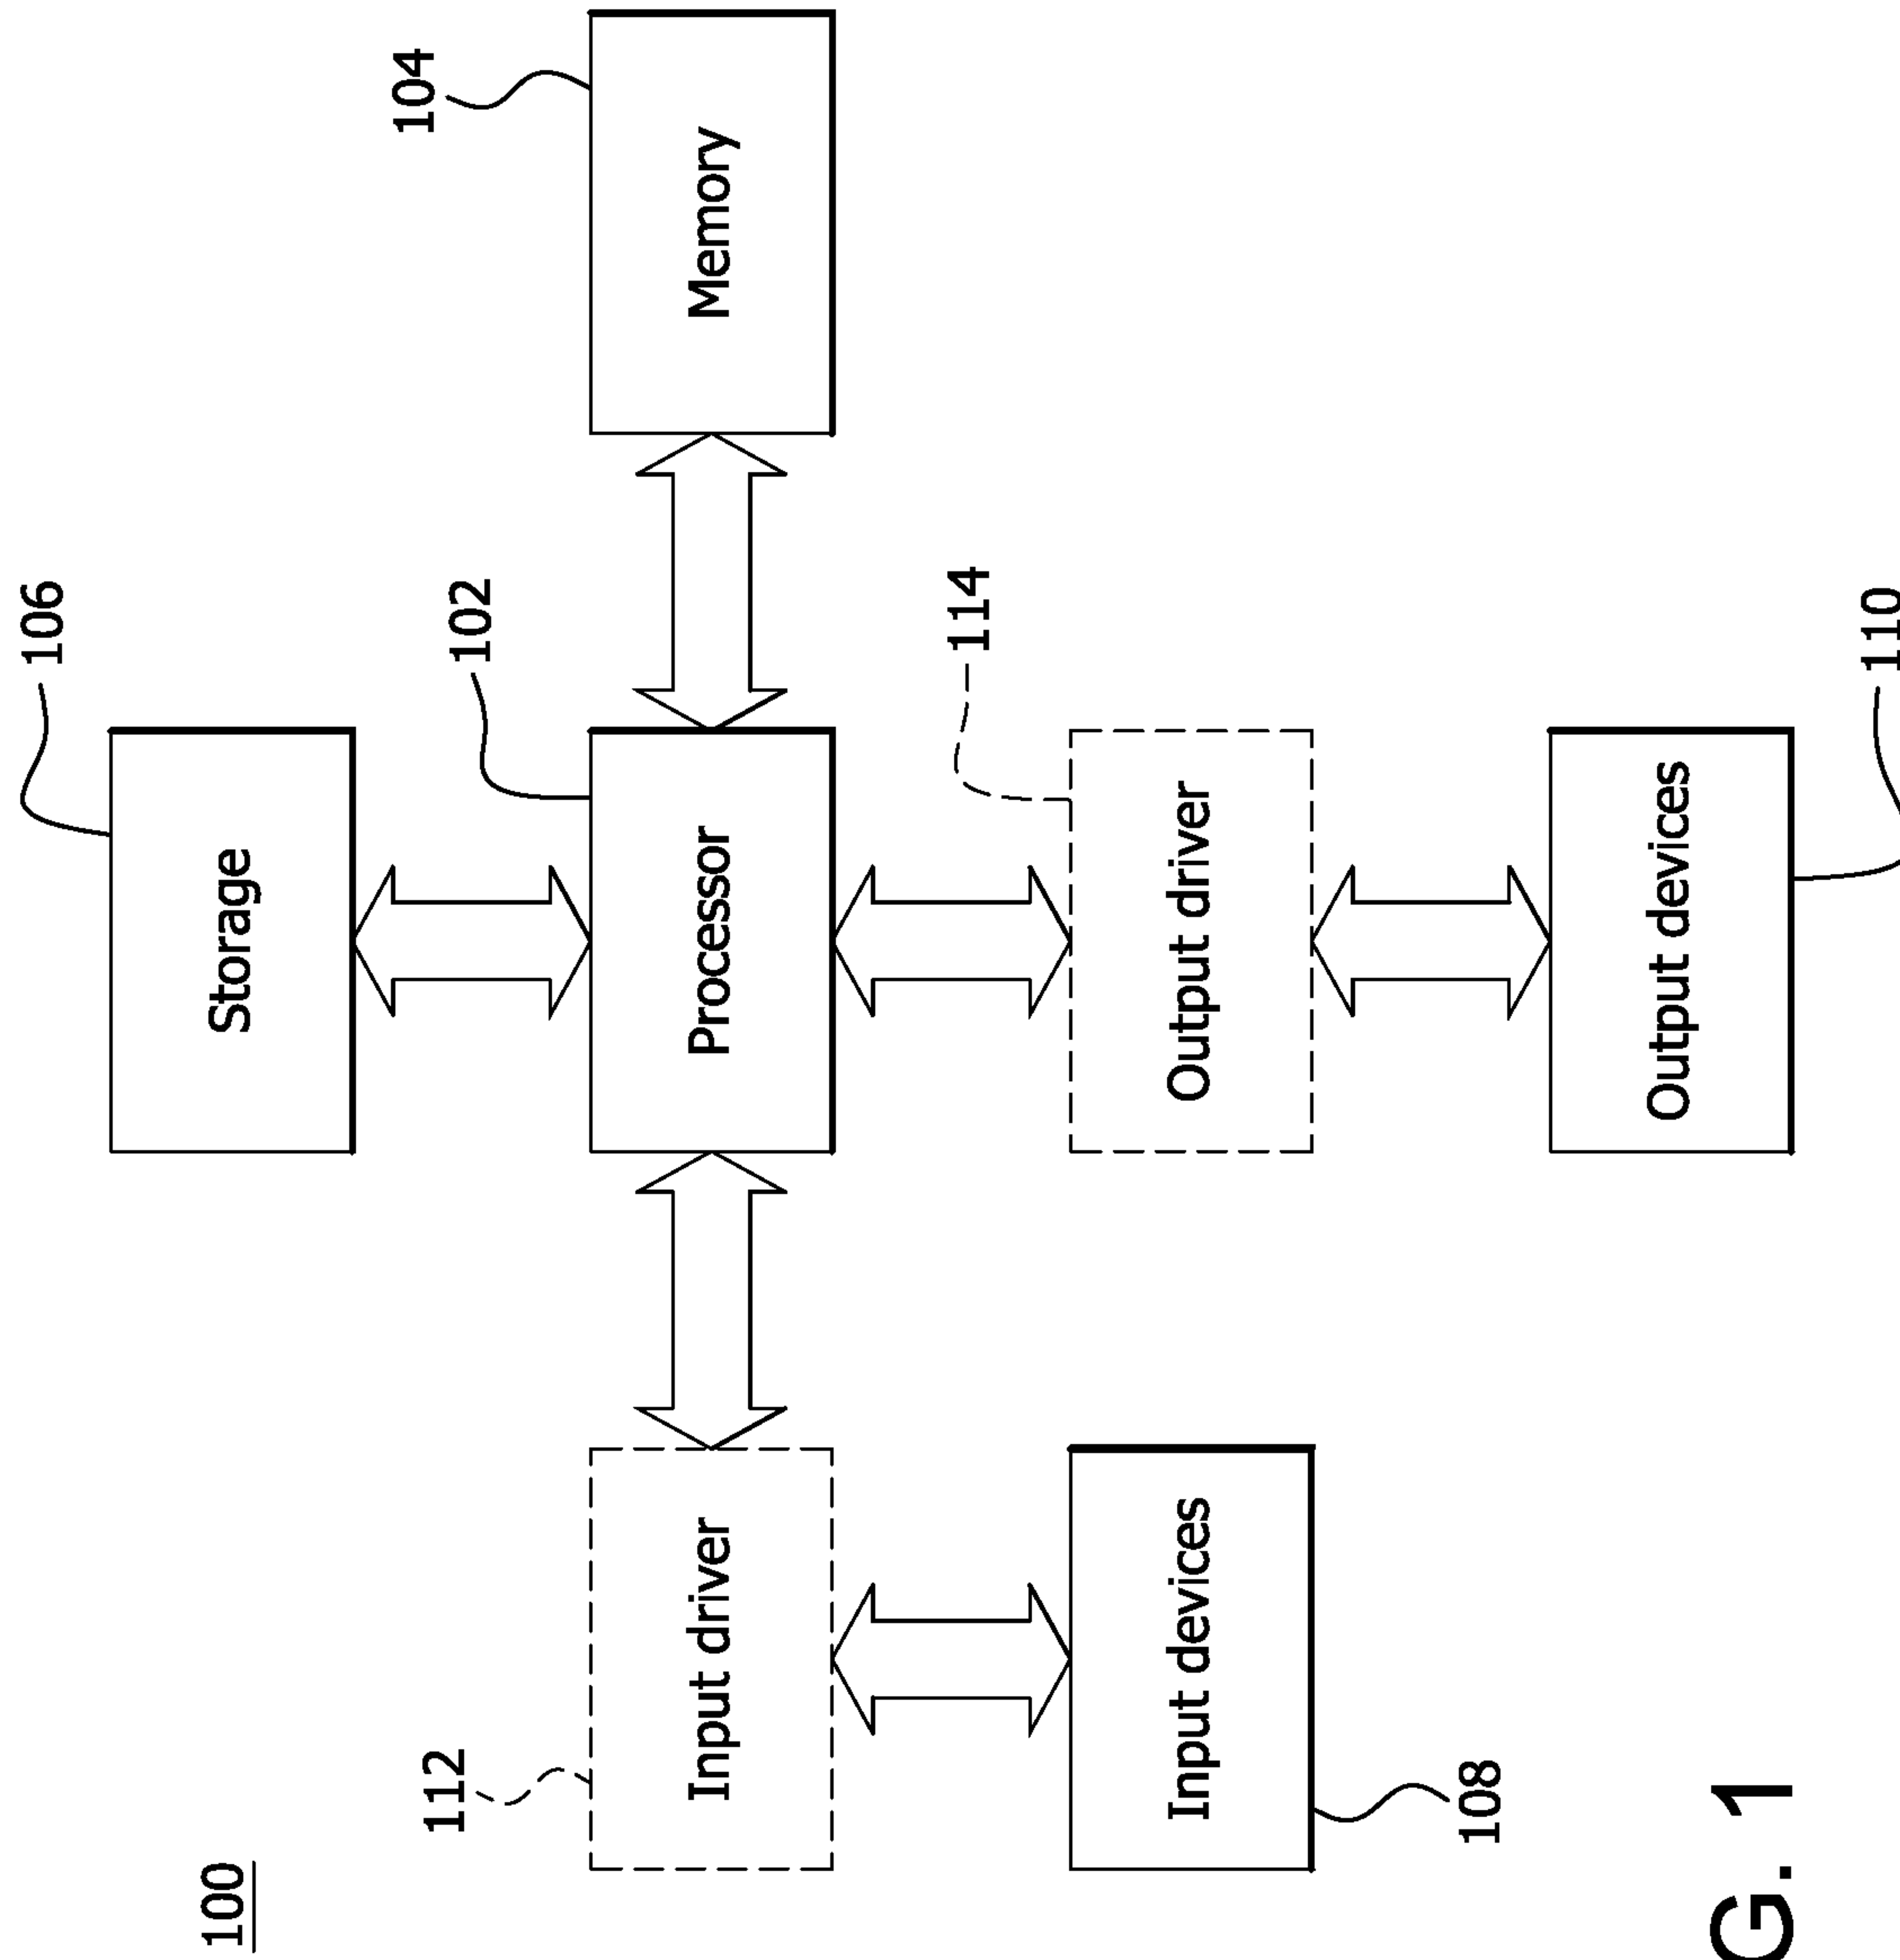 106
100
Storage
112
102
104
Input driver
Processor
Memory
114
Input devices
Output driver
108
Output devices
G. 1
110